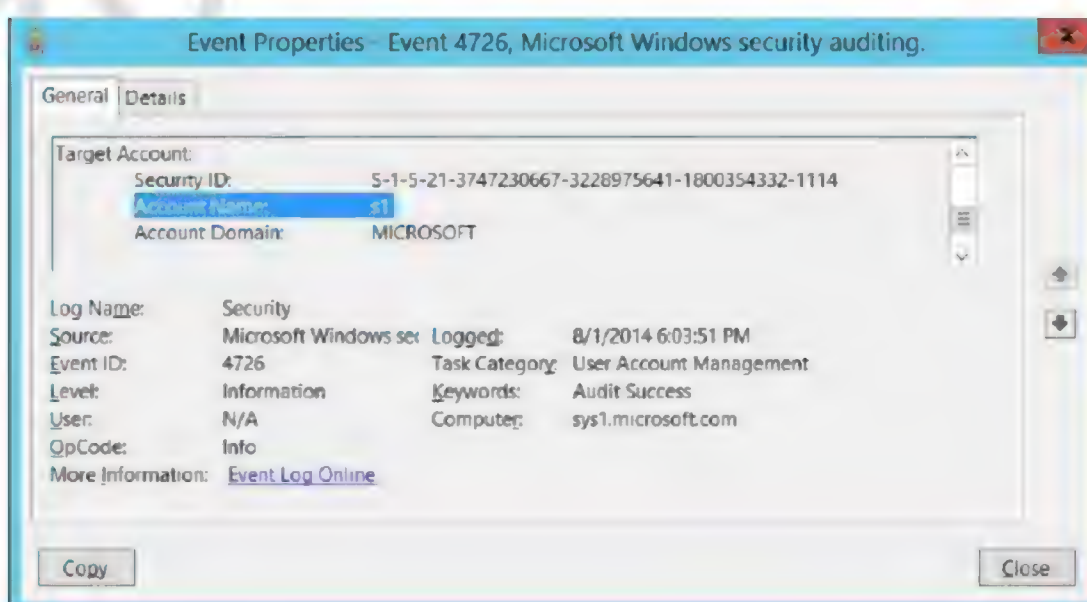 Event Properties - Event 4726, Microsoft Windows security auditing.
General Details
Target Account:
Security ID: S-1-5-21-3747230667-3228975641-1800354332-1114
Account Name: s1
Account Domain: MICROSOFT
Log Name: Security
Source: Microsoft Windows sec Logged: 8/1/2014 6:03:51 PM
Event ID: 4726 Task Category: User Account Management
Level: Information Keywords: Audit Success
User: N/A Computer: sys1.microsoft.com
OpCode: Info
More Information: Event Log Online
Copy Close